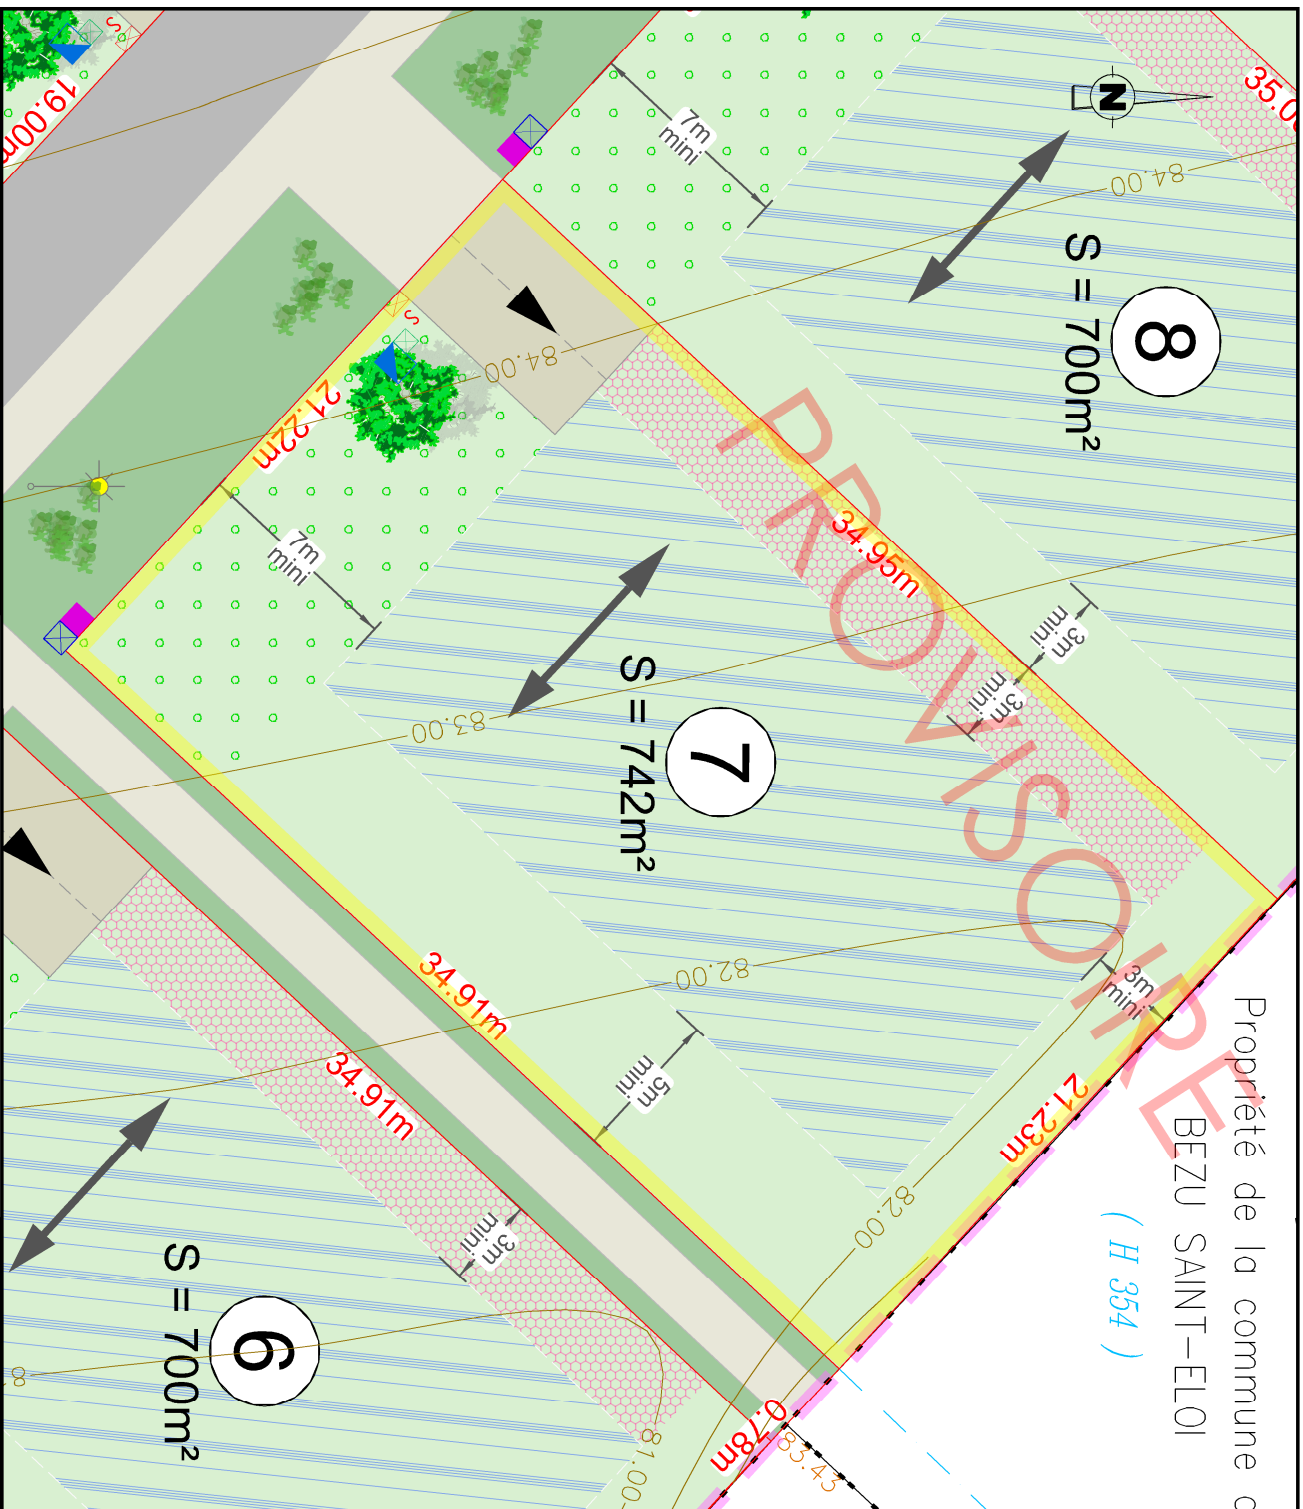 19.00m
S
7m
mini
N
84.00
8
S = 700m²
S
84.00
21.22m
7m
mini
34.95m
3m
mini
3m
mini
7
S = 742m²
83.00
PROVISOIRE
82.00
3m
mini
34.91m
5m
mini
21.23m
82.00
Propriété de la commune
BEZU SAINT-ELOI
( H 354 )
34.91m
3m
mini
6
S = 700m²
0.78m
83.43
81.00